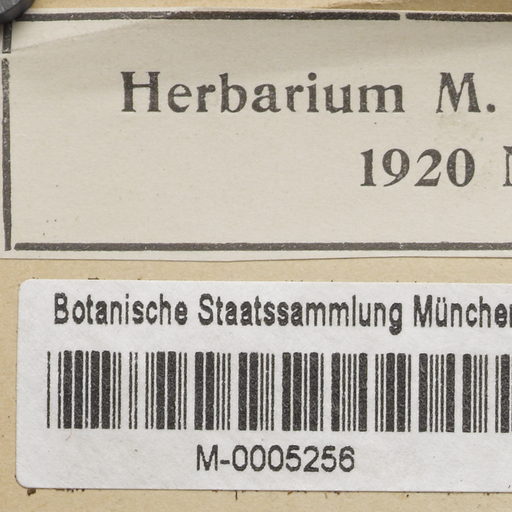 Herbarium M.
1920
Botanische Staatssammlung München
M-0005256